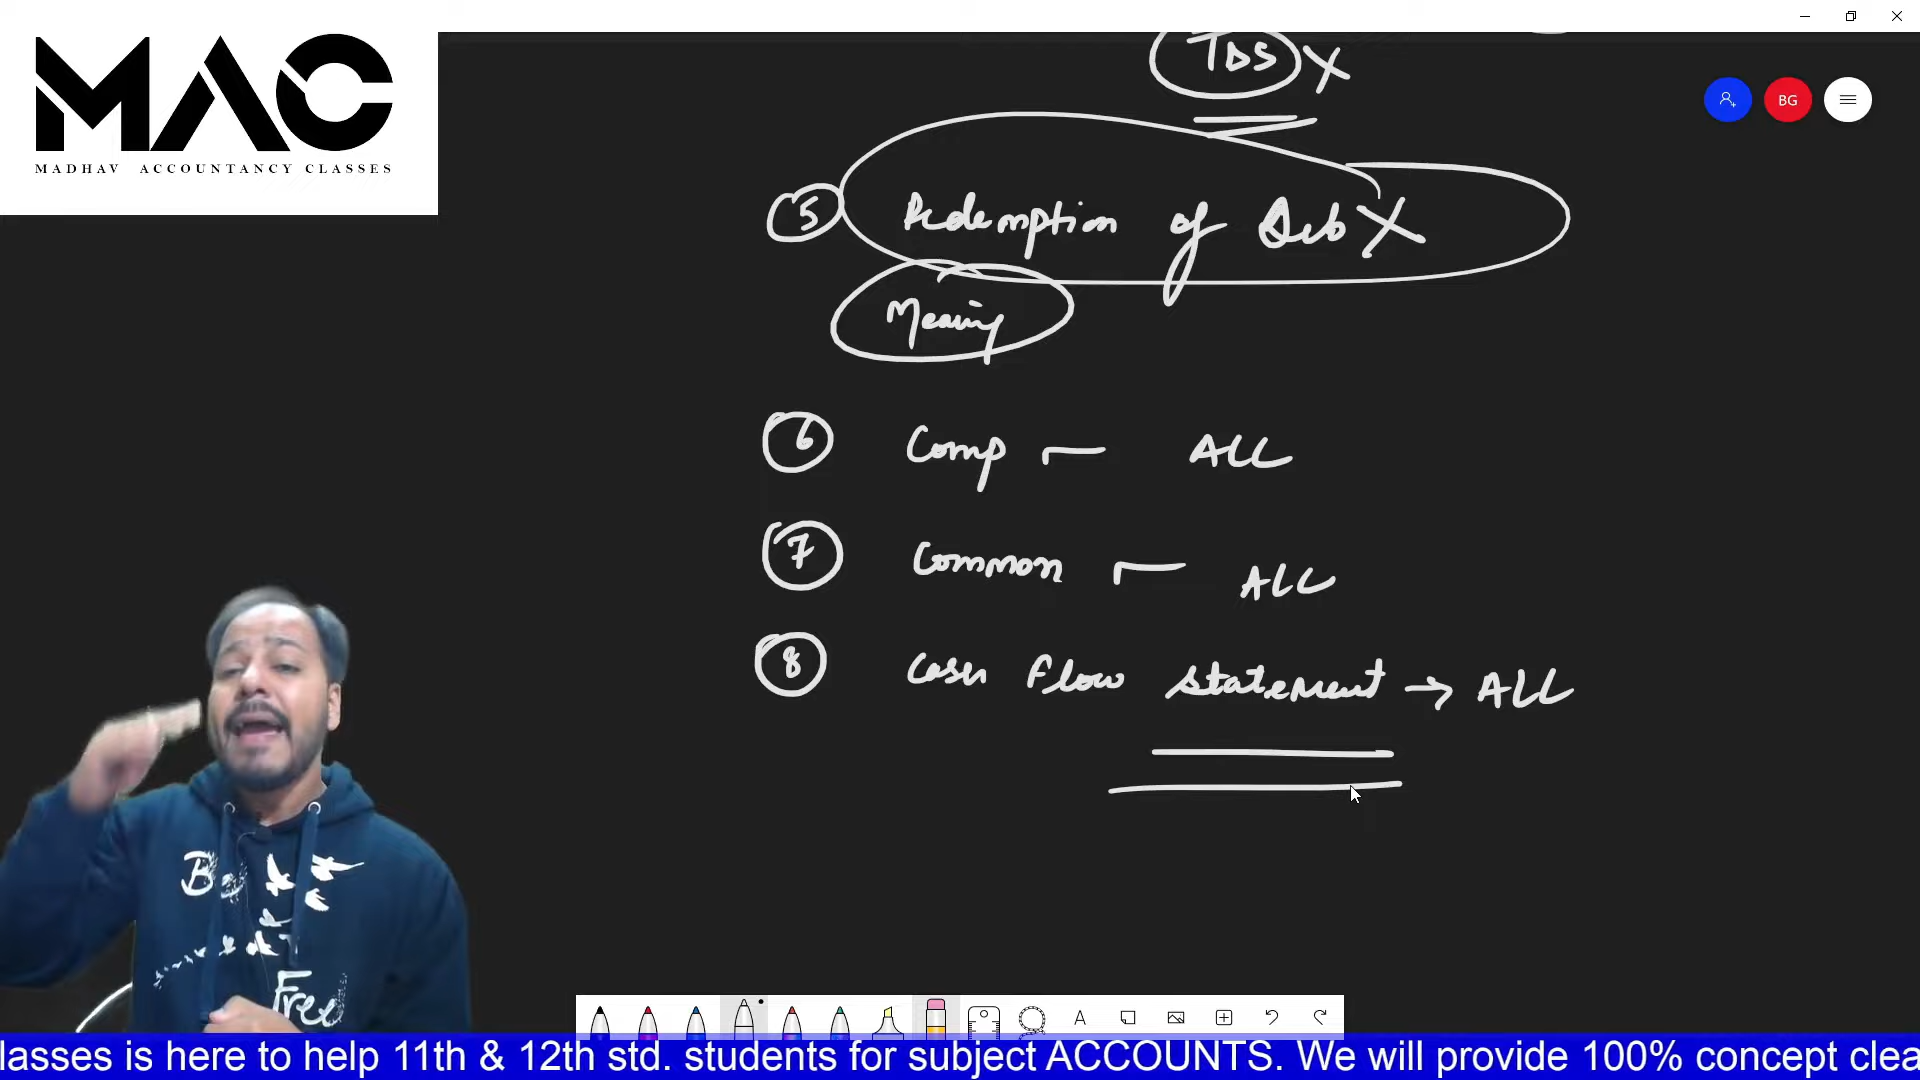 MAC
MADHAV ACCOUNTANCY CLASSES
TDS X
BG
5 Redemption of Deb X
Meaning
6 Comp - ALL
7 Common - ALL
8 Cash Flow Statement → ALL
Free
A
lasses is here to help 11th & 12th std. students for subject ACCOUNTS. We will provide 100% concept clea